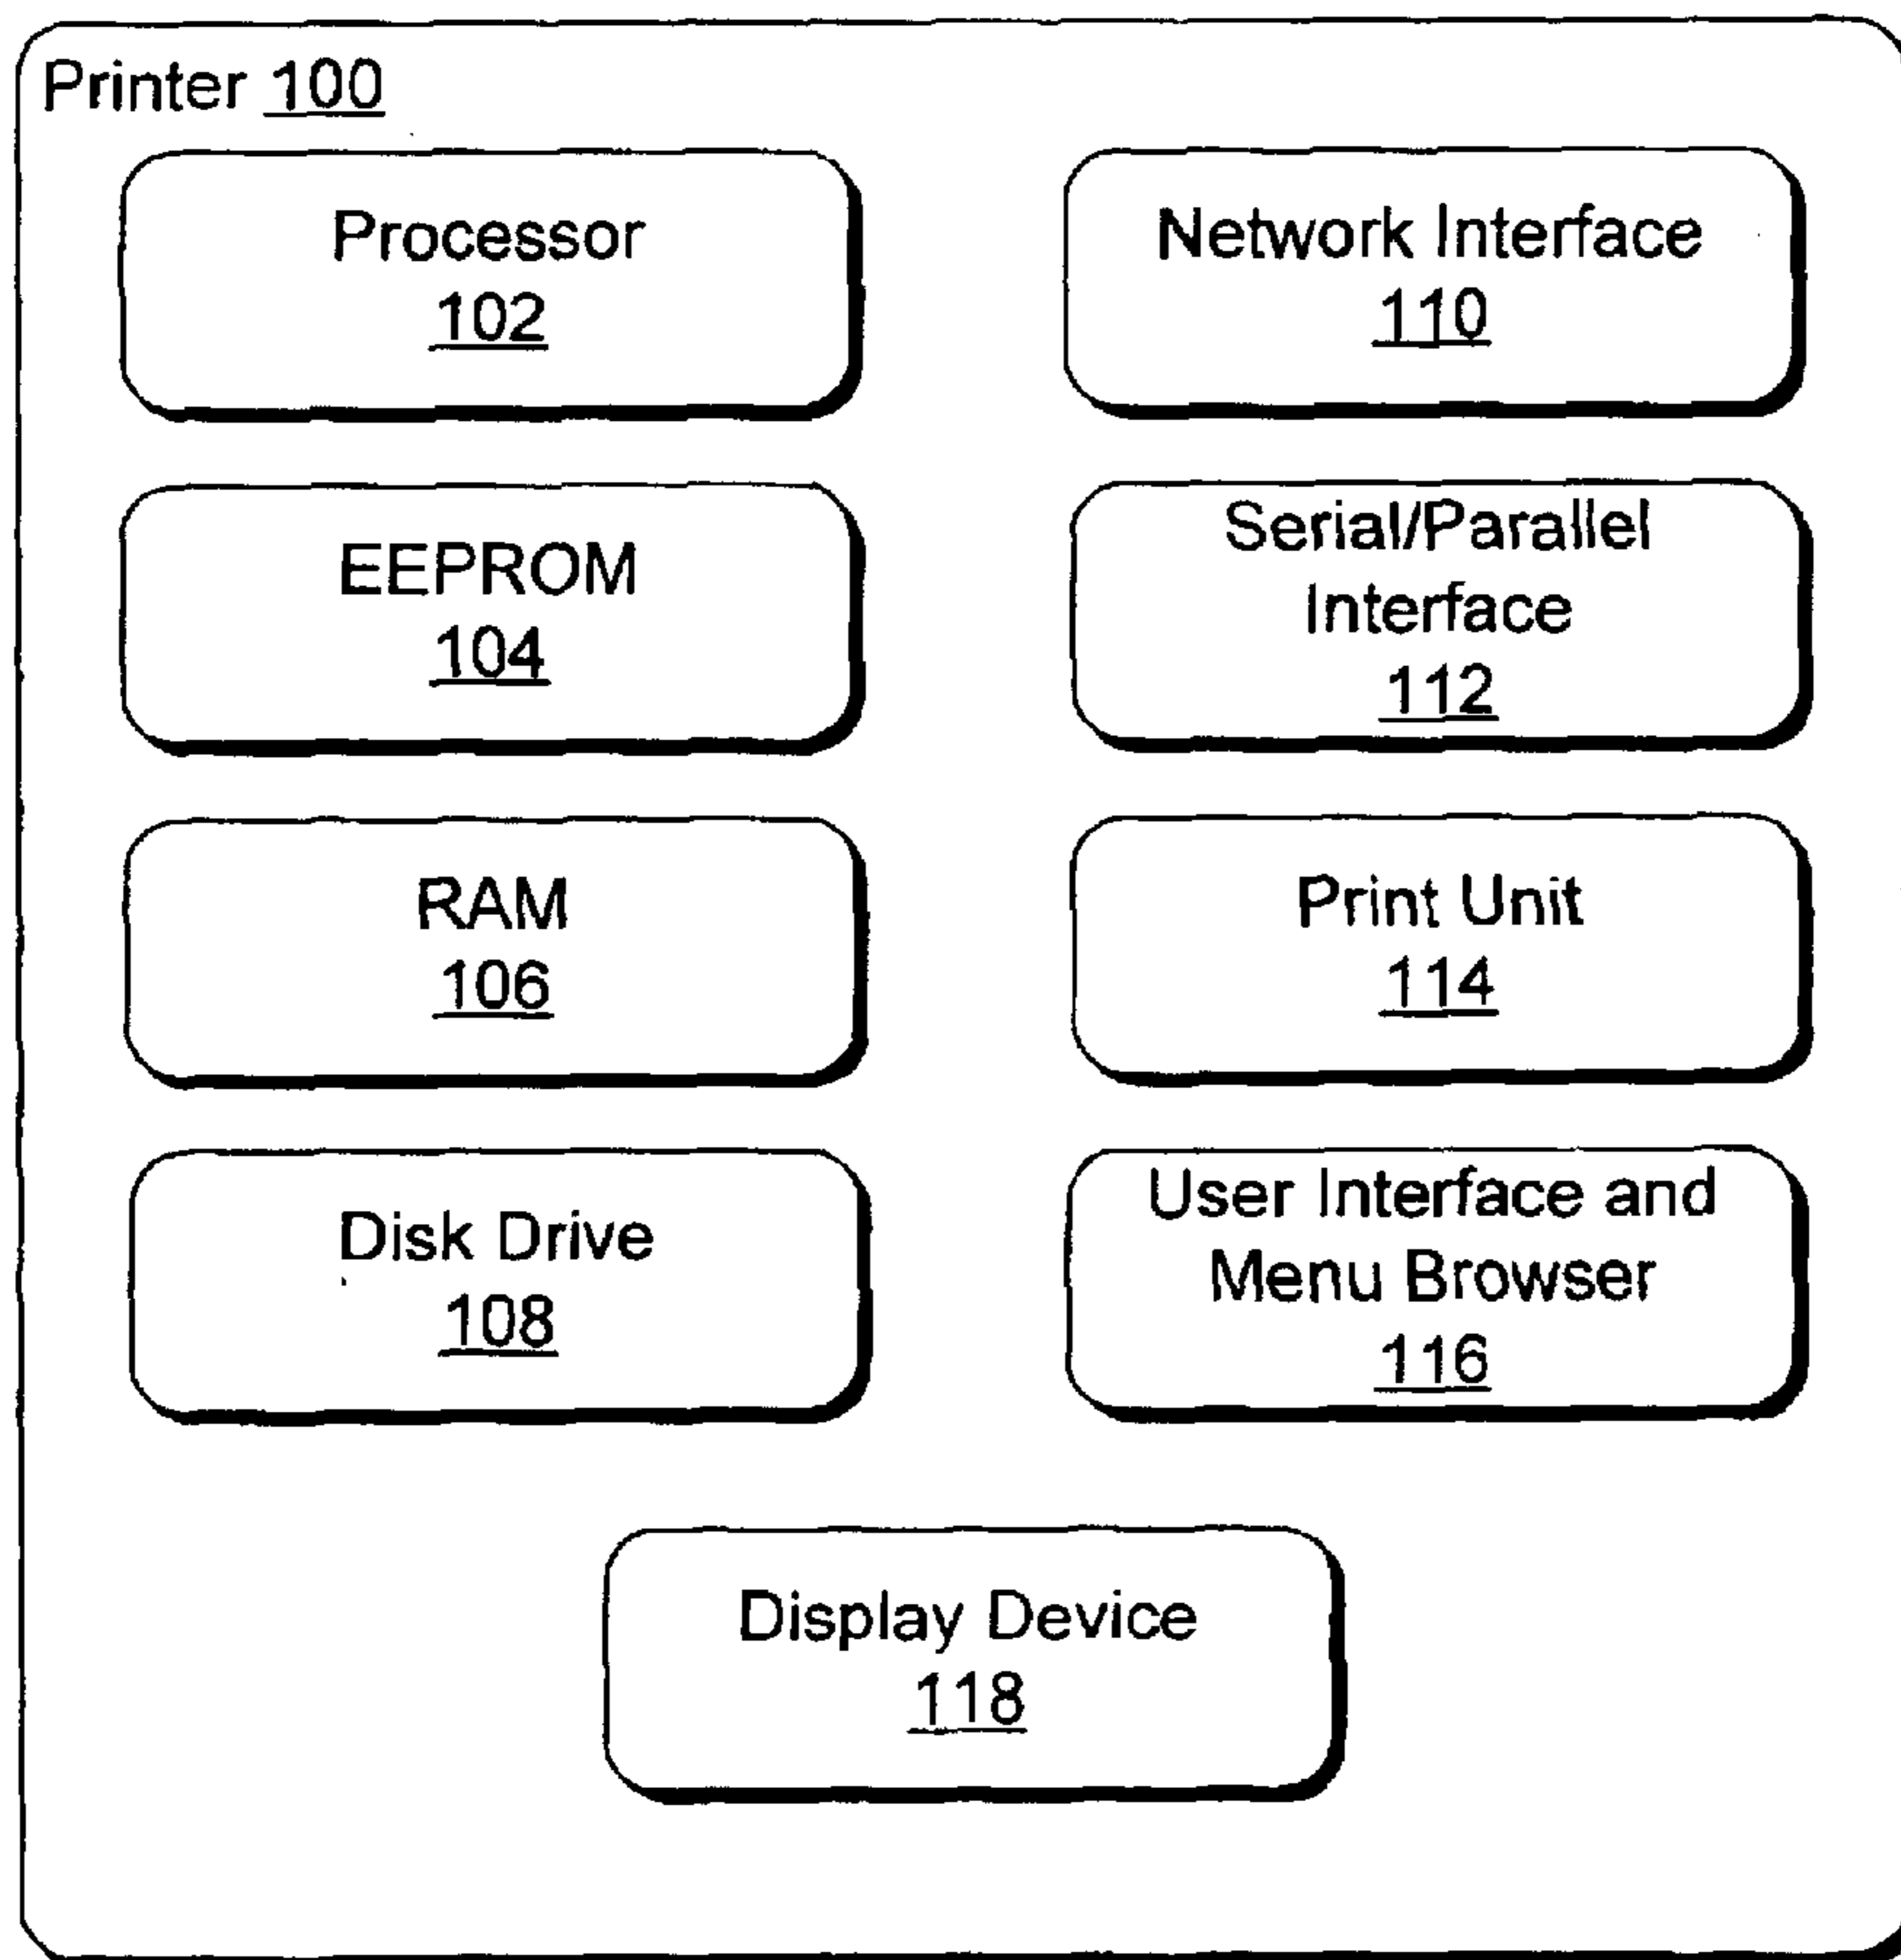 Printer 100
Processor
102
Network Interface
110
EEPROM
104
Serial/Parallel
Interface
112
RAM
106
Print Unit
114
Disk Drive
108
User Interface and
Menu Browser
116
Display Device
118